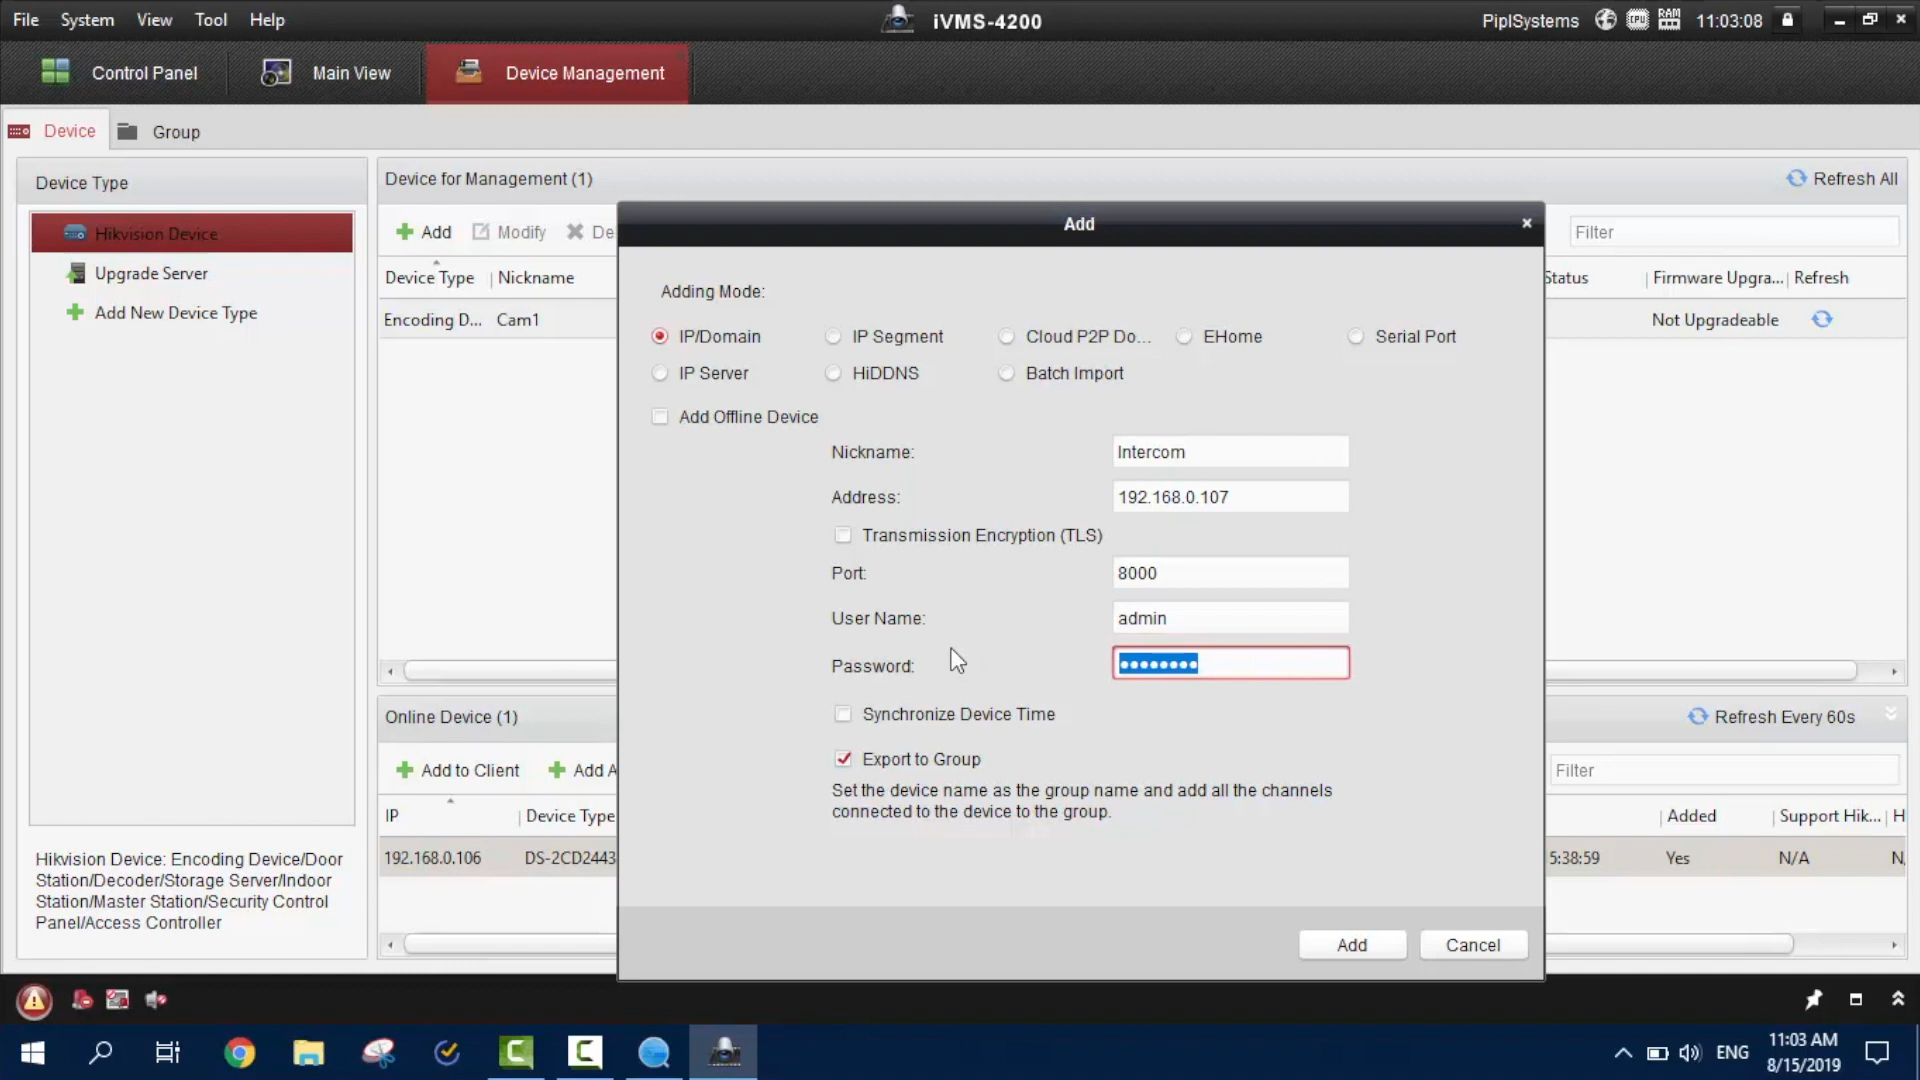 File System View Tool Help
iVMS-4200
PiplSystems CPU RAM 11:03:08
Control Panel Main View Device Management
Device Group
Device Type
Hikvision Device
Upgrade Server
Add New Device Type
Hikvision Device: Encoding Device/Door
Station/Decoder/Storage Server/Indoor
Station/Master Station/Security Control
Panel/Access Controller
Device for Management (1) Refresh All
Add Modify De Filter
Device Type Nickname Status Firmware Upgra... Refresh
Encoding D... Cam1 Not Upgradeable
Online Device (1) Refresh Every 60s
Add to Client Add A Filter
IP Device Type Added Support Hik... H
192.168.0.106 DS-2CD2443 5:38:59 Yes N/A N
Add
Adding Mode:
IP/Domain IP Segment Cloud P2P Do... EHome Serial Port
IP Server HiDDNS Batch Import
Add Offline Device
Nickname: Intercom
Address: 192.168.0.107
Transmission Encryption (TLS)
Port: 8000
User Name: admin
Password: ●●●●●●●●
Synchronize Device Time
Export to Group
Set the device name as the group name and add all the channels
connected to the device to the group.
Add Cancel
ENG 11:03 AM
8/15/2019